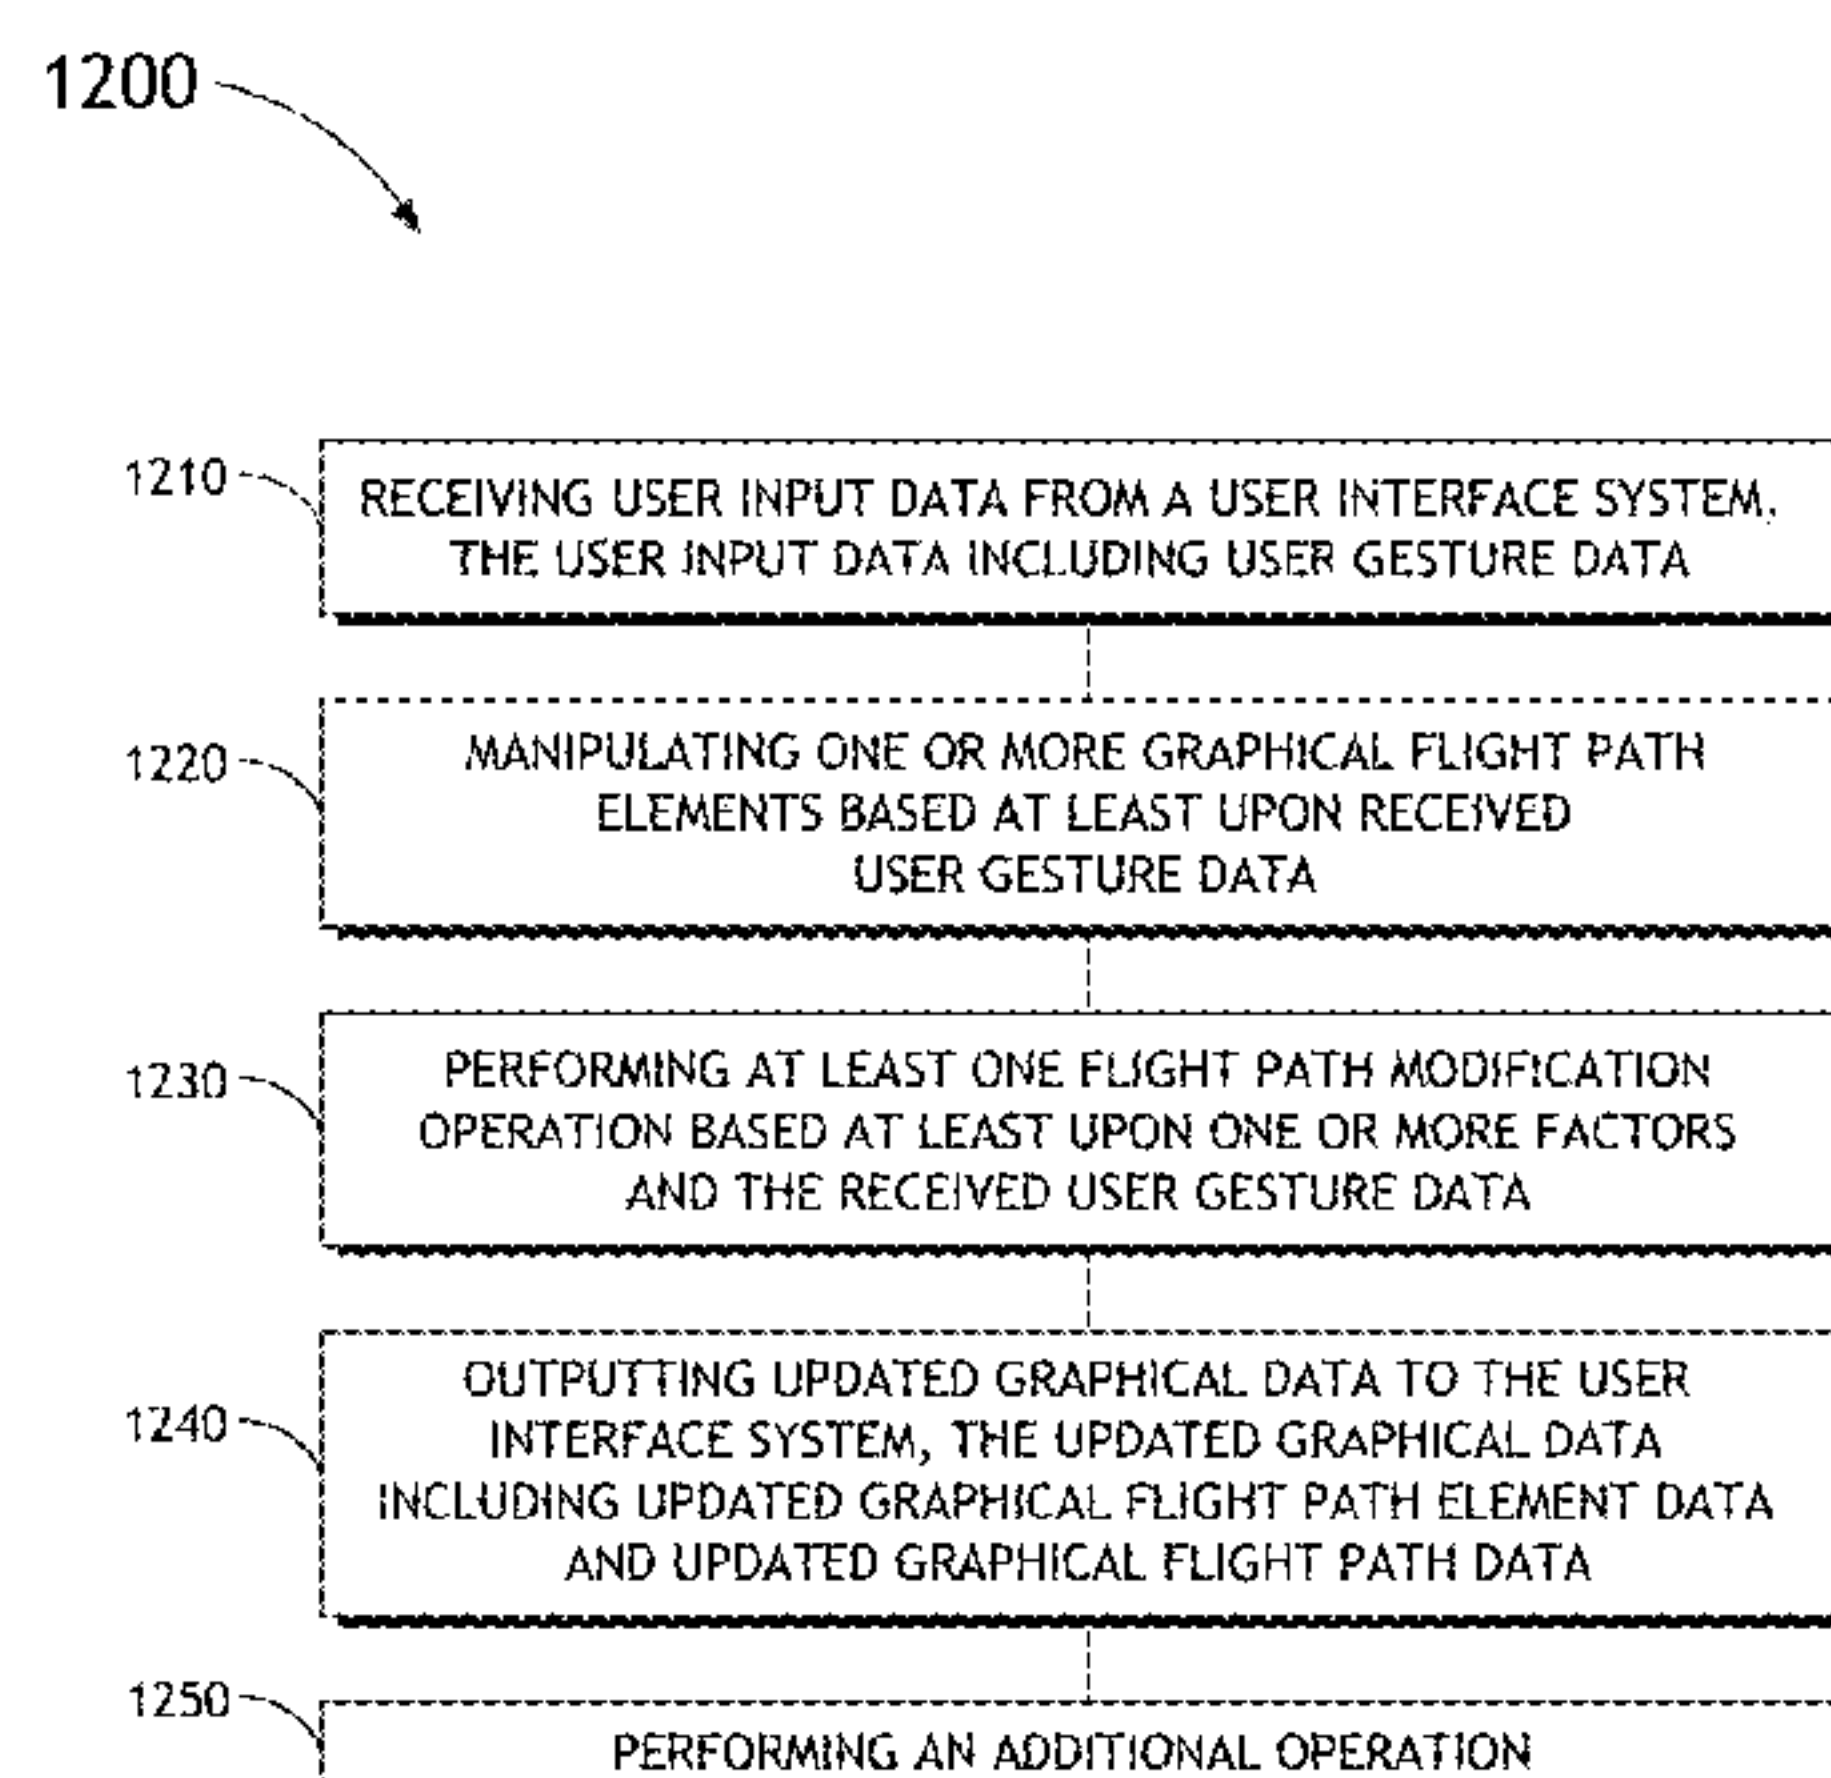 1200
1210
RECEIVING USER INPUT DATA FROM A USER INTERFACE SYSTEM,
THE USER INPUT DATA INCLUDING USER GESTURE DATA
1220
MANIPULATING ONE OR MORE GRAPHICAL FLIGHT PATH
ELEMENTS BASED AT LEAST UPON RECEIVED
USER GESTURE DATA
1230
PERFORMING AT LEAST ONE FLIGHT PATH MODIFICATION
OPERATION BASED AT LEAST UPON ONE OR MORE FACTORS
AND THE RECEIVED USER GESTURE DATA
1240
OUTPUTTING UPDATED GRAPHICAL DATA TO THE USER
INTERFACE SYSTEM, THE UPDATED GRAPHICAL DATA
INCLUDING UPDATED GRAPHICAL FLIGHT PATH ELEMENT DATA
AND UPDATED GRAPHICAL FLIGHT PATH DATA
1250
PERFORMING AN ADDITIONAL OPERATION